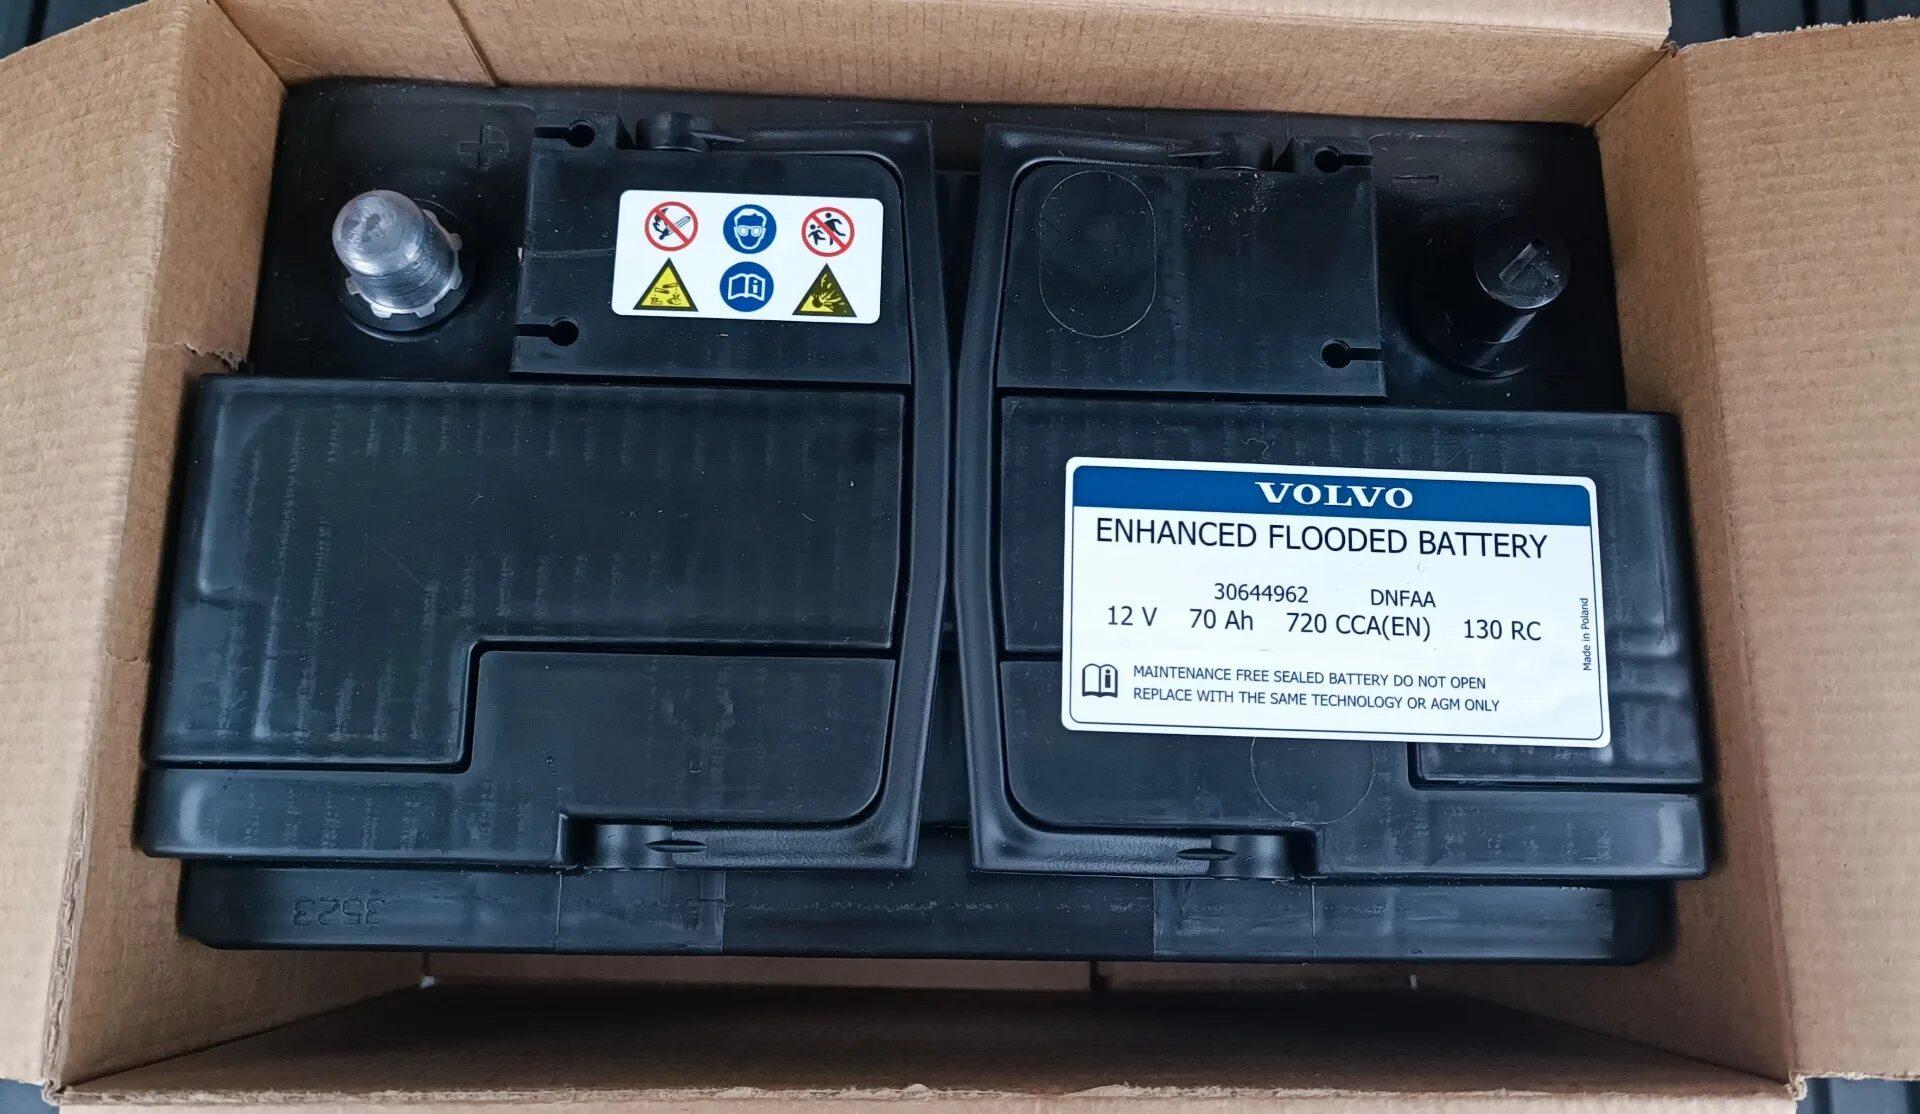 +
-
VOLVO
ENHANCED FLOODED BATTERY
30644962 DNFAA
12 V 70 Ah 720 CCA(EN) 130 RC
Made in Poland
MAINTENANCE FREE SEALED BATTERY DO NOT OPEN
REPLACE WITH THE SAME TECHNOLOGY OR AGM ONLY
3523